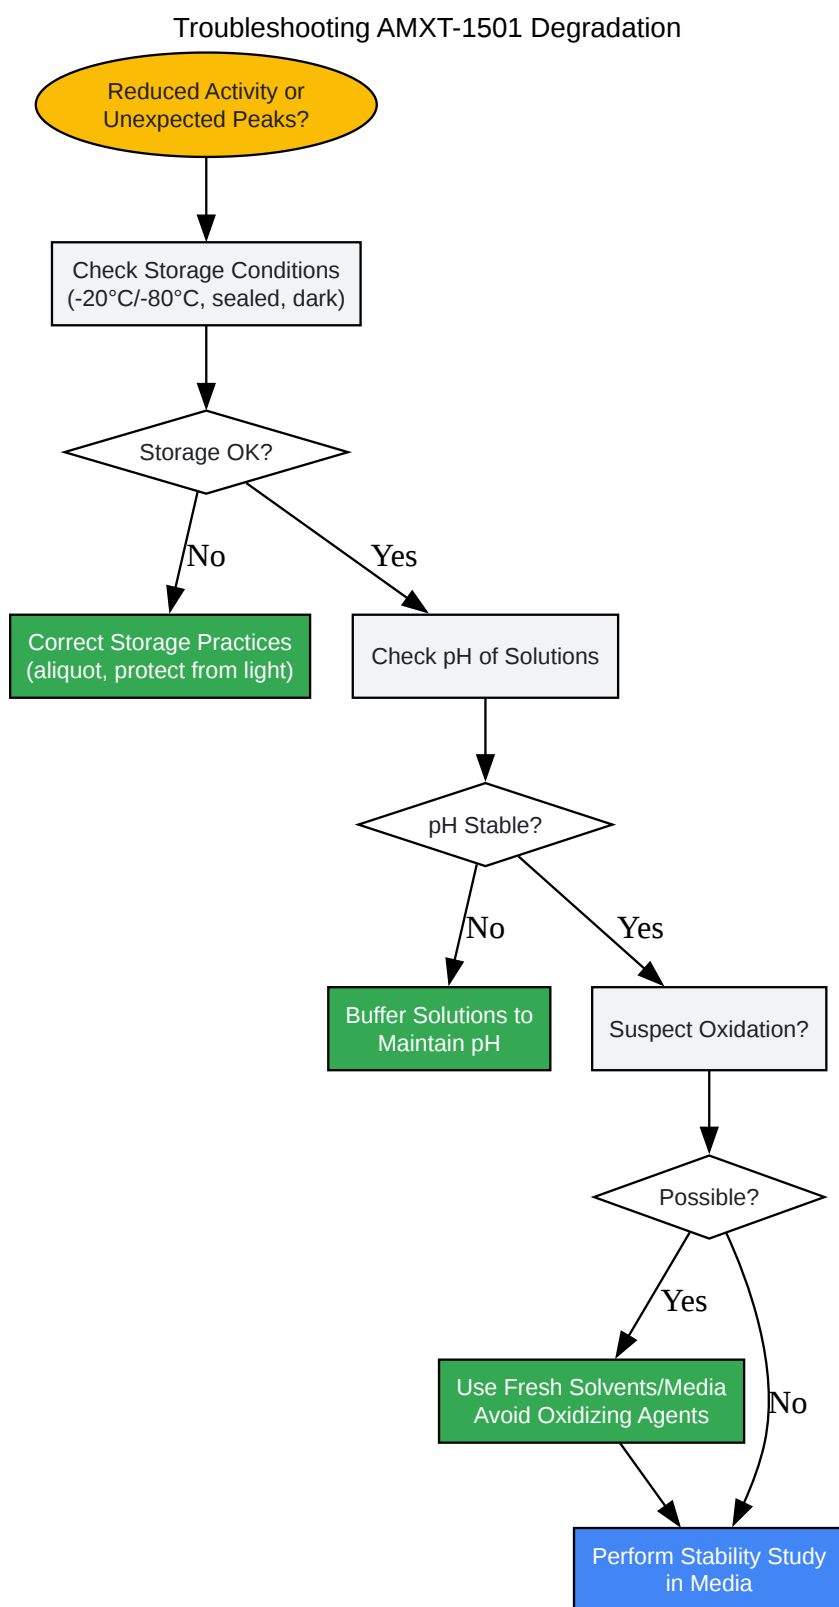 Troubleshooting AMXT-1501 Degradation
Reduced Activity or
Unexpected Peaks?
Check Storage Conditions
(-20°C/-80°C, sealed, dark)
Storage OK?
No
Yes
Correct Storage Practices
(aliquot, protect from light)
Check pH of Solutions
pH Stable?
No
Yes
Buffer Solutions to
Maintain pH
Suspect Oxidation?
Possible?
Yes
Use Fresh Solvents/Media
Avoid Oxidizing Agents
No
Perform Stability Study
in Media